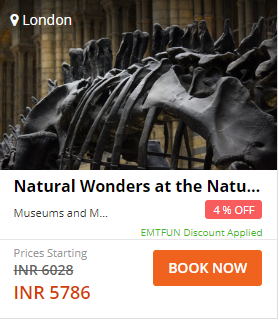 London
Natural Wonders at the Natu...
Museums and M...
4 % OFF
EMTFUN Discount Applied
Prices Starting
INR 6028
INR 5786
BOOK NOW